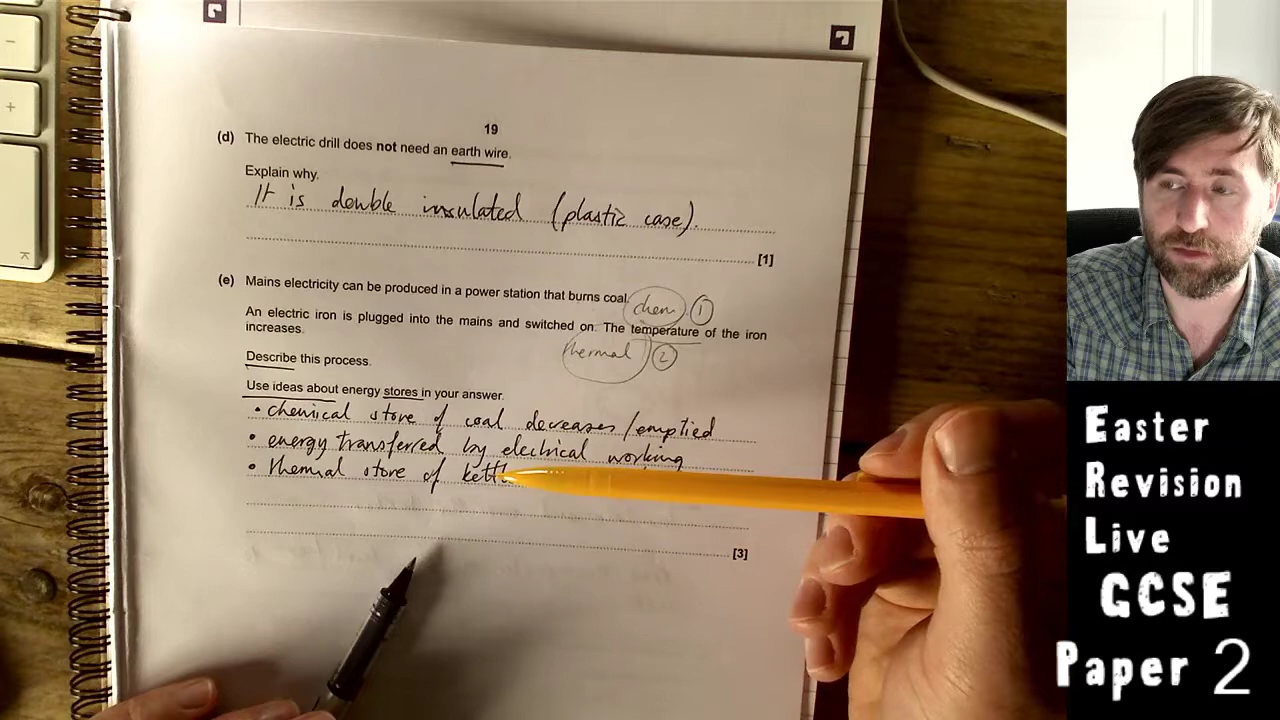 19
(d) The electric drill does not need an earth wire.
Explain why.
It is double insulated (plastic case).
[1]
(e) Mains electricity can be produced in a power station that burns coal.
chem 1
An electric iron is plugged into the mains and switched on. The temperature of the iron
increases.
thermal 2
Describe this process.
Use ideas about energy stores in your answer.
• chemical store of coal decreases/emptied
• energy transferred by electrical working
• thermal store of
[3]
Easter
Revision
Live
GCSE
Paper 2